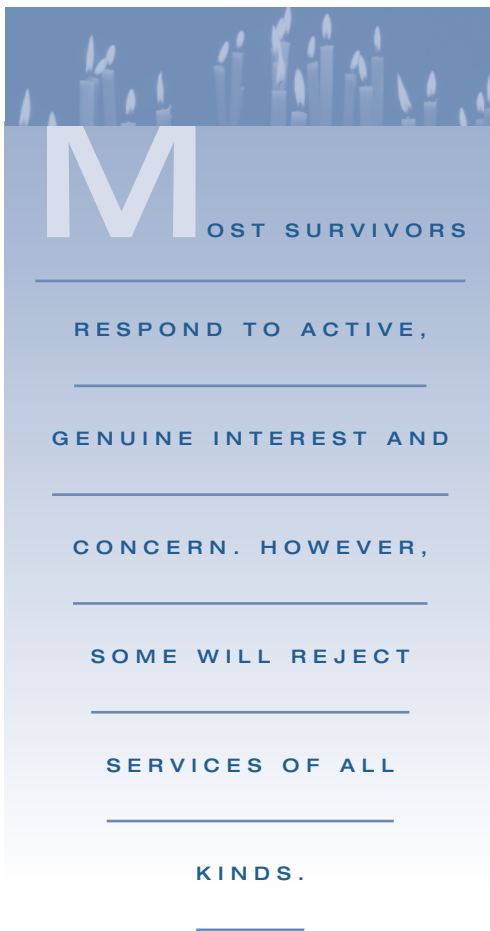 MOST SURVIVORS
RESPOND TO ACTIVE,
GENUINE INTEREST AND
CONCERN. HOWEVER,
SOME WILL REJECT
SERVICES OF ALL
KINDS.